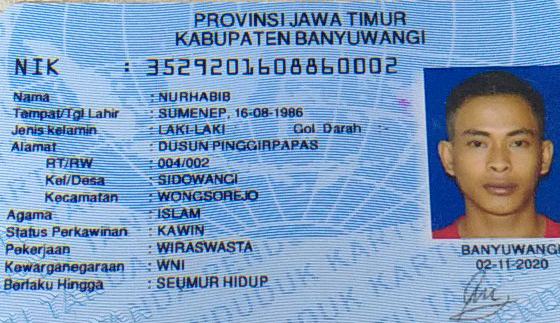 PROVINSI JAWA TIMUR
KABUPATEN BANYUWANGI
NIK : 3529201608860002
Nama : NURHABIB
Tempat/Tgl Lahir : SUMENEP, 16-08-1986
Jenis kelamin : LAKI-LAKI Gol. Darah :-
Alamat : DUSUN PINGGIRPAPAS
RT/RW : 004/002
Kel/Desa : SIDOWANGI
Kecamatan : WONGSOREJO
Agama : ISLAM
Status Perkawinan : KAWIN
Pekerjaan : WIRASWASTA
Kewarganegaraan : WNI
Berlaku Hingga : SEUMUR HIDUP
BANYUWANGI
02-11-2020